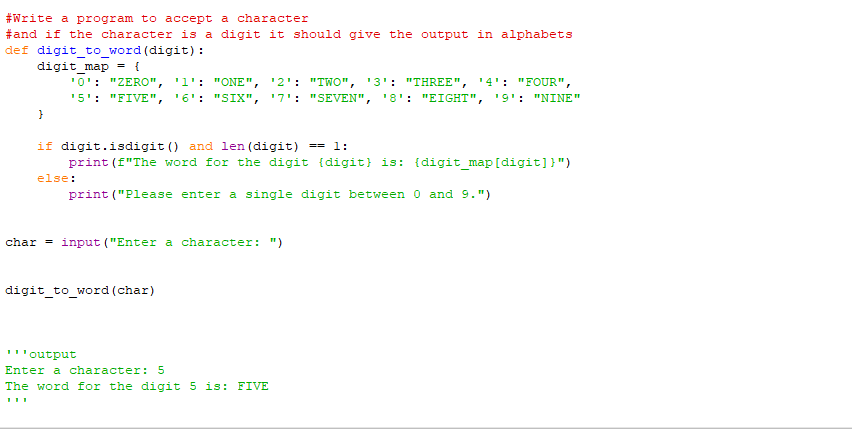 #Write a program to accept a character
#and if the character is a digit it should give the output in alphabets
def digit_to_word(digit):
    digit_map = {
        '0': "ZERO", '1': "ONE", '2': "TWO", '3': "THREE", '4': "FOUR",
        '5': "FIVE", '6': "SIX", '7': "SEVEN", '8': "EIGHT", '9': "NINE"
    }
    if digit.isdigit() and len(digit) == 1:
        print(f"The word for the digit {digit} is: {digit_map[digit]}")
    else:
        print("Please enter a single digit between 0 and 9.")
char = input("Enter a character: ")
digit_to_word(char)
'''output
Enter a character: 5
The word for the digit 5 is: FIVE
'''